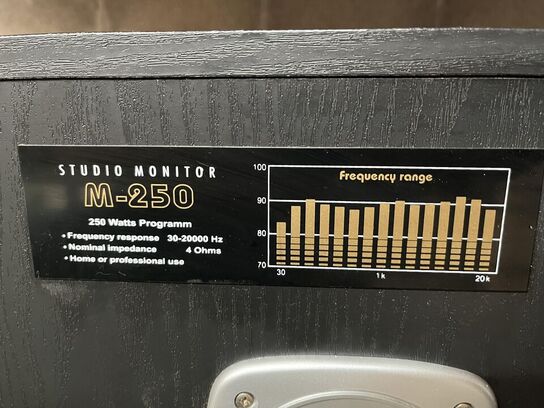 STUDIO MONITOR
M-250
250 Watts Programm
• Frequency response 30-20000 Hz
• Nominal impedance 4 Ohms
• Home or professional use
Frequency range
100
90
80
70
30 1k 20k